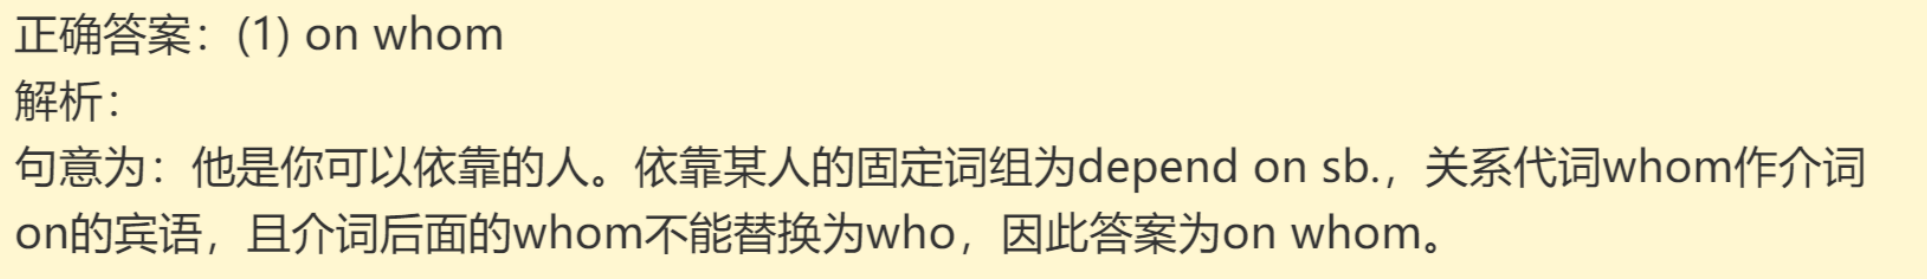 正确答案：(1) on whom
解析：
句意为：他是你可以依靠的人。依靠某人的固定词组为depend on sb.，关系代词whom作介词
on的宾语，且介词后面的whom不能替换为who，因此答案为on whom。